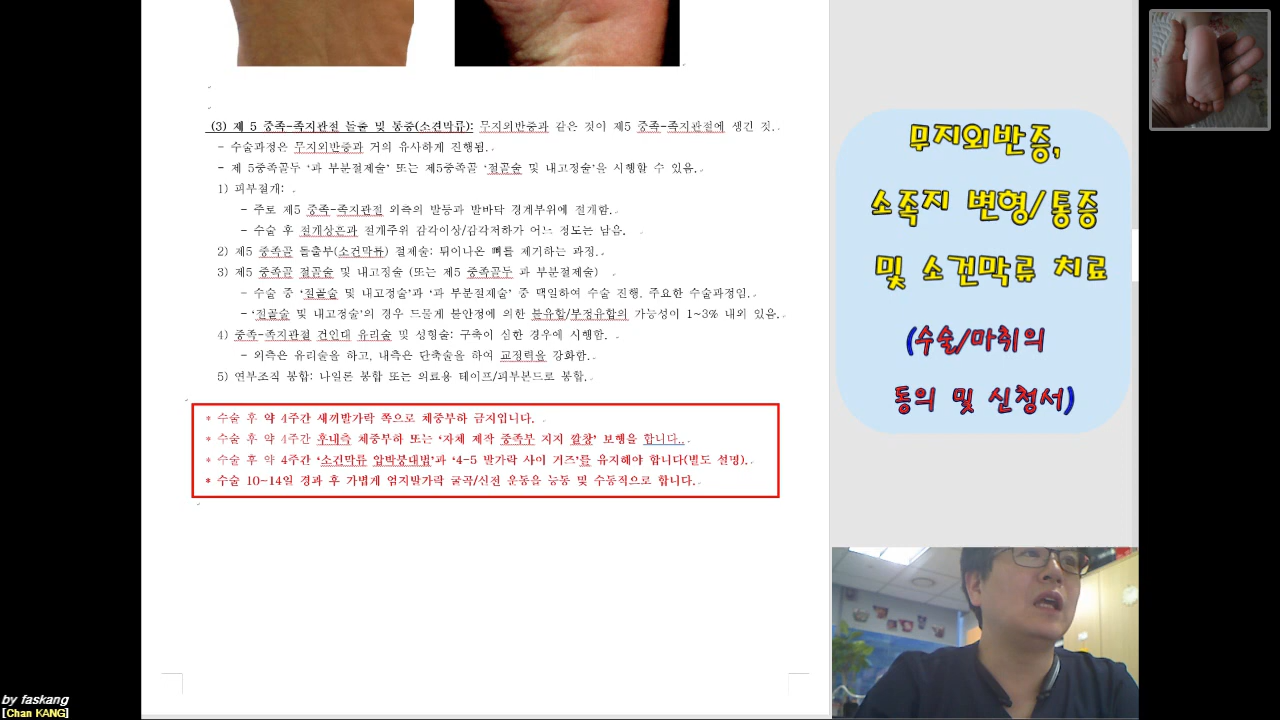 (3) 제 5 중족-족지관절 돌출 및 통증(소건막류): 무지외반증과 같은 것이 제5 중족-족지관절에 생긴 것.
- 수술과정은 무지외반증과 거의 유사하게 진행됨.
- 제 5중족골두 ‘과 부분절제술’ 또는 제5중족골 ‘절골술 및 내고정술’을 시행할 수 있음.
1) 피부절개:
- 주로 제5 중족-족지관절 외측의 발등과 발바닥 경계부위에 절개함.
- 수술 후 절개상흔과 절개주위 감각이상/감각저하가 어느 정도는 남음.
2) 제5 중족골 돌출부(소건막류) 절제술: 튀어나온 뼈를 제거하는 과정.
3) 제5 중족골 절골술 및 내고정술 (또는 제5 중족골두 과 부분절제술)
- 수술 중 ‘절골술 및 내고정술’과 ‘과 부분절제술’ 중 택일하여 수술 진행. 주요한 수술과정임.
- ‘절골술 및 내고정술’의 경우 드물게 불안정에 의한 불유합/부정유합의 가능성이 1~3% 내외 있음.
4) 중족-족지관절 건인대 유리술 및 성형술: 구축이 심한 경우에 시행함.
- 외측은 유리술을 하고, 내측은 단축술을 하여 교정력을 강화함.
5) 연부조직 봉합: 나일론 봉합 또는 의료용 테이프/피부본드로 봉합.
* 수술 후 약 4주간 새끼발가락 쪽으로 체중부하 금지입니다.
* 수술 후 약 4주간 후내측 체중부하 또는 ‘자체 제작 중족부 지지 깔창’ 보행을 합니다..
* 수술 후 약 4주간 ‘소건막류 압박붕대법’과 ‘4-5 발가락 사이 거즈’를 유지해야 합니다(별도 설명).
* 수술 10~14일 경과 후 가볍게 엄지발가락 굴곡/신전 운동을 능동 및 수동적으로 합니다.
무지외반증,
소족지 변형/통증
및 소건막류 치료
(수술/마취의
동의 및 신청서)
by faskang
[Chan KANG]